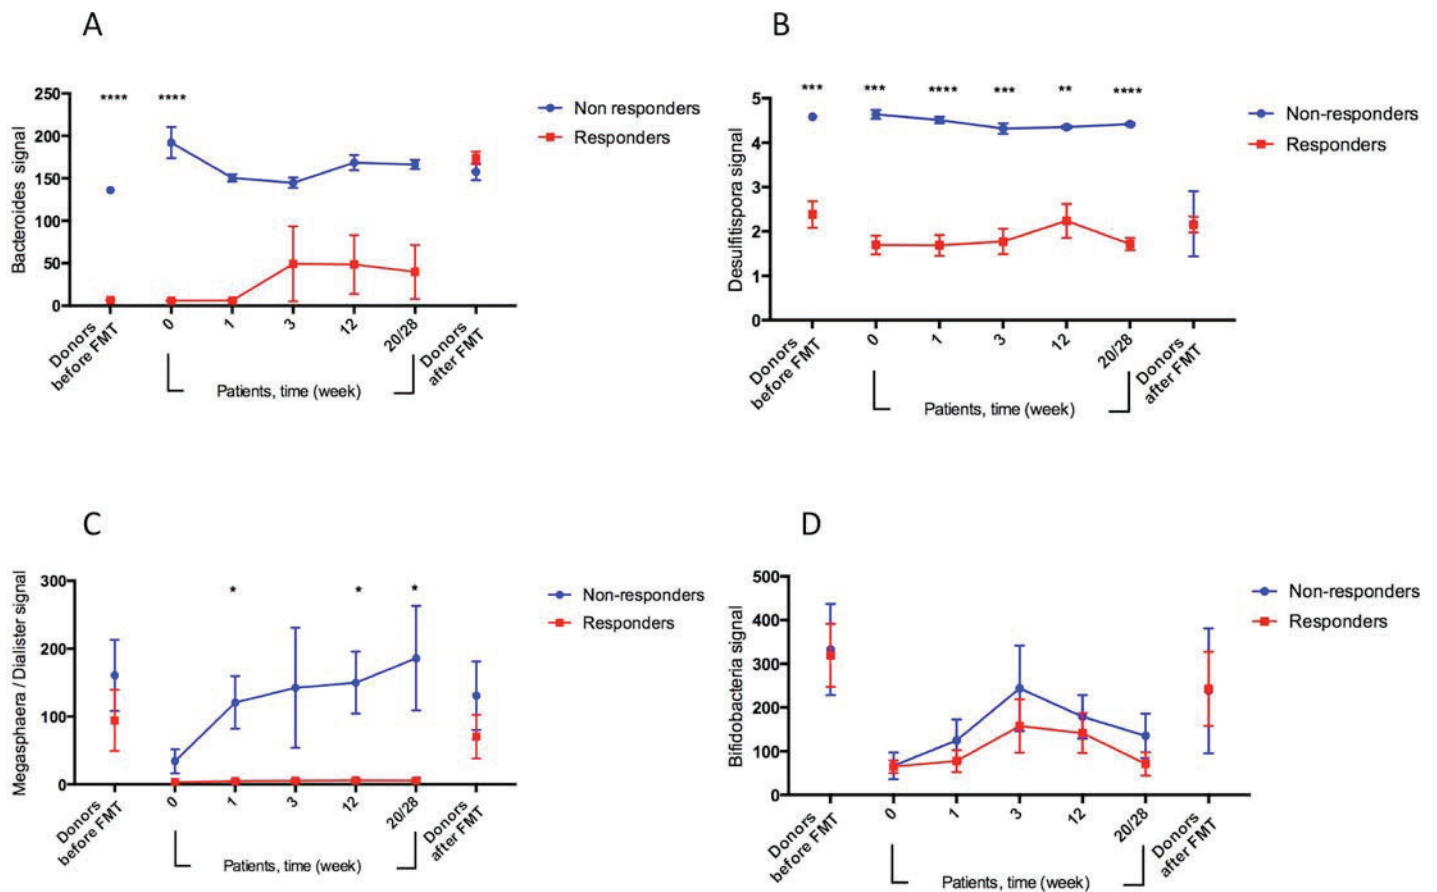 A
Bacteroides signal
250
200
150
100
50
0
****
****
Non responders
Responders
Donors
before FMT
0
1
3
12
20/28
Donors
after FMT
Patients, time (week)
B
Desulfitispora signal
5
4
3
2
1
0
***
***
****
***
**
****
Non-responders
Responders
Donors
before FMT
0
1
3
12
20/28
Donors
after FMT
Patients, time (week)
C
Megasphaera / Dialister signal
300
200
100
0
*
*
*
Non-responders
Responders
Donors
before FMT
0
1
3
12
20/28
Donors
after FMT
Patients, time (week)
D
Bifidobacteria signal
500
400
300
200
100
0
Non-responders
Responders
Donors
before FMT
0
1
3
12
20/28
Donors
after FMT
Patients, time (week)